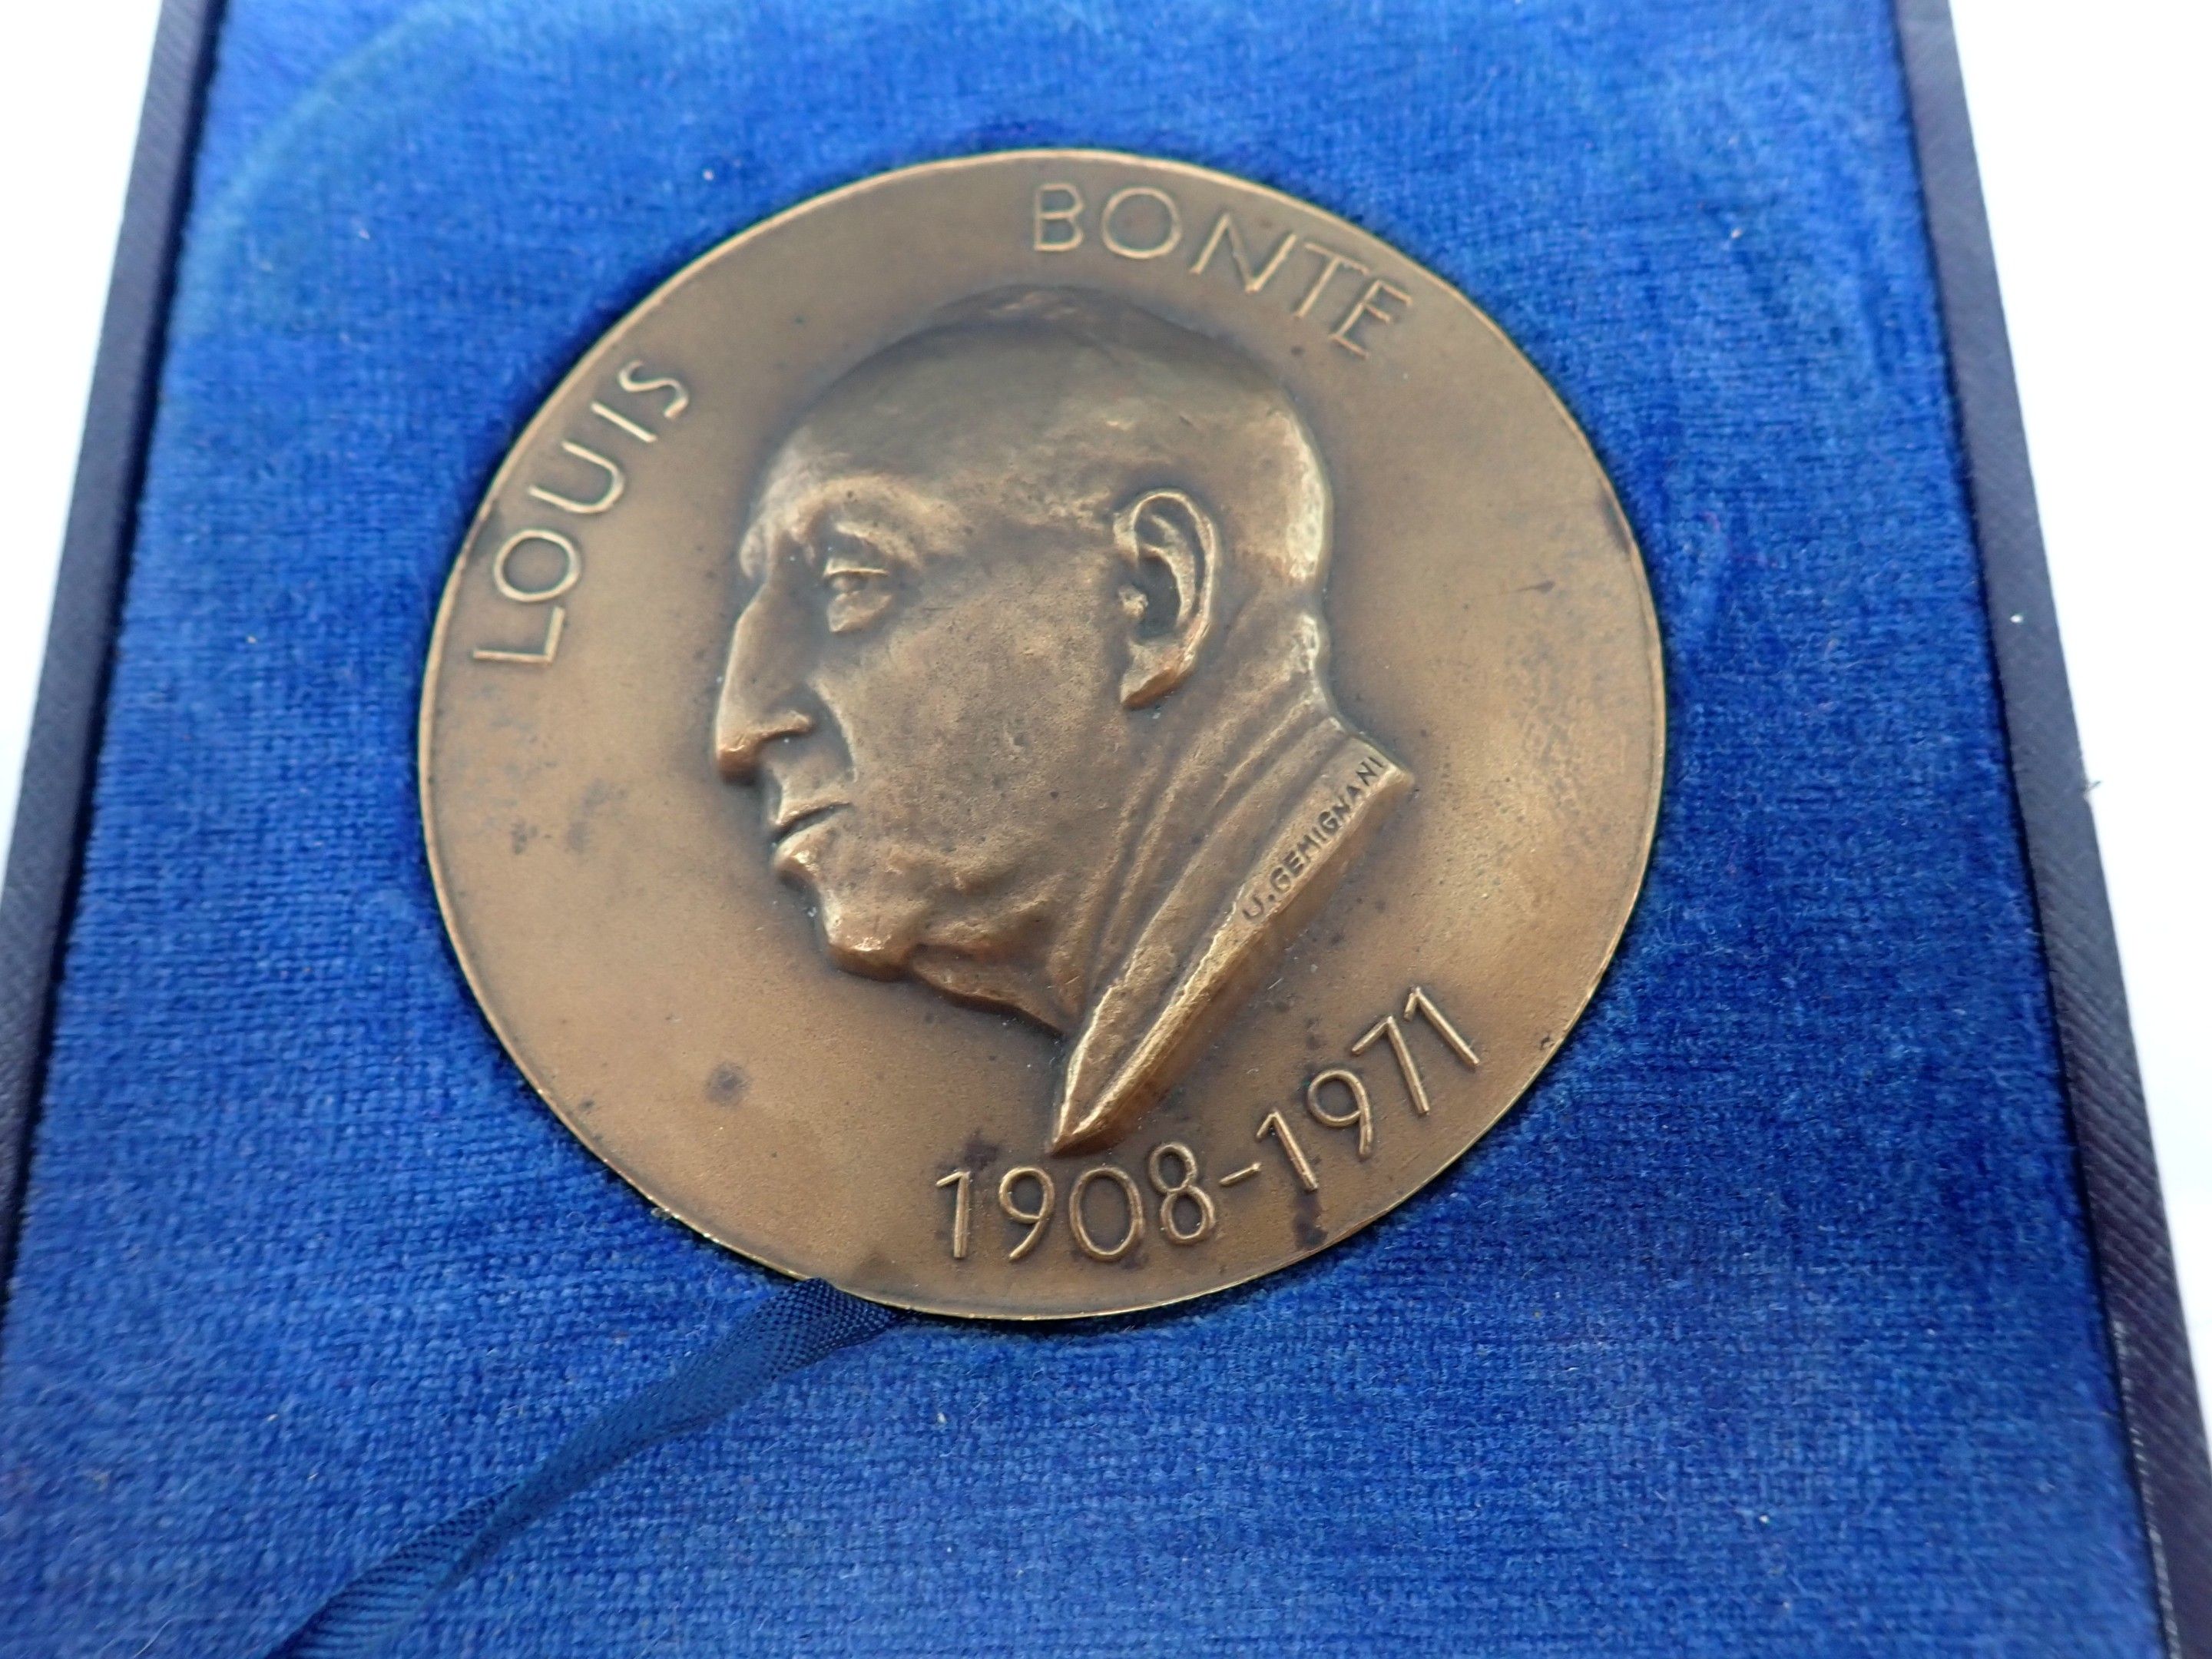 LOUIS BONTE
U. GEMIGNANI
1908-1971